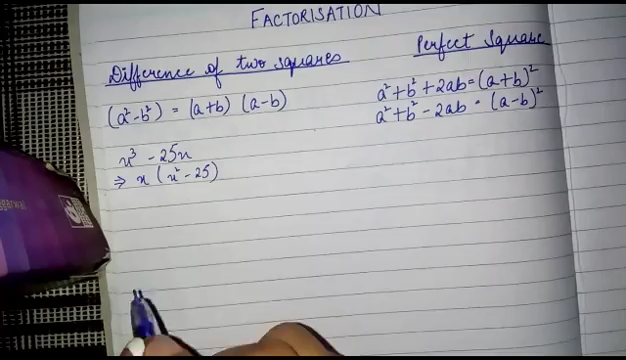 FACTORISATION
Difference of two squares
(a² - b²) = (a+b) (a-b)
x³ - 25x
⇒ x (x² - 25)
Perfect Square
a² + b² + 2ab = (a+b)²
a² + b² - 2ab = (a-b)²